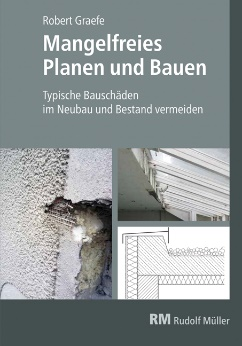 Robert Graefe
Mangelfreies
Planen und Bauen
Typische Bauschäden
im Neubau und Bestand vermeiden
RM Rudolf Müller